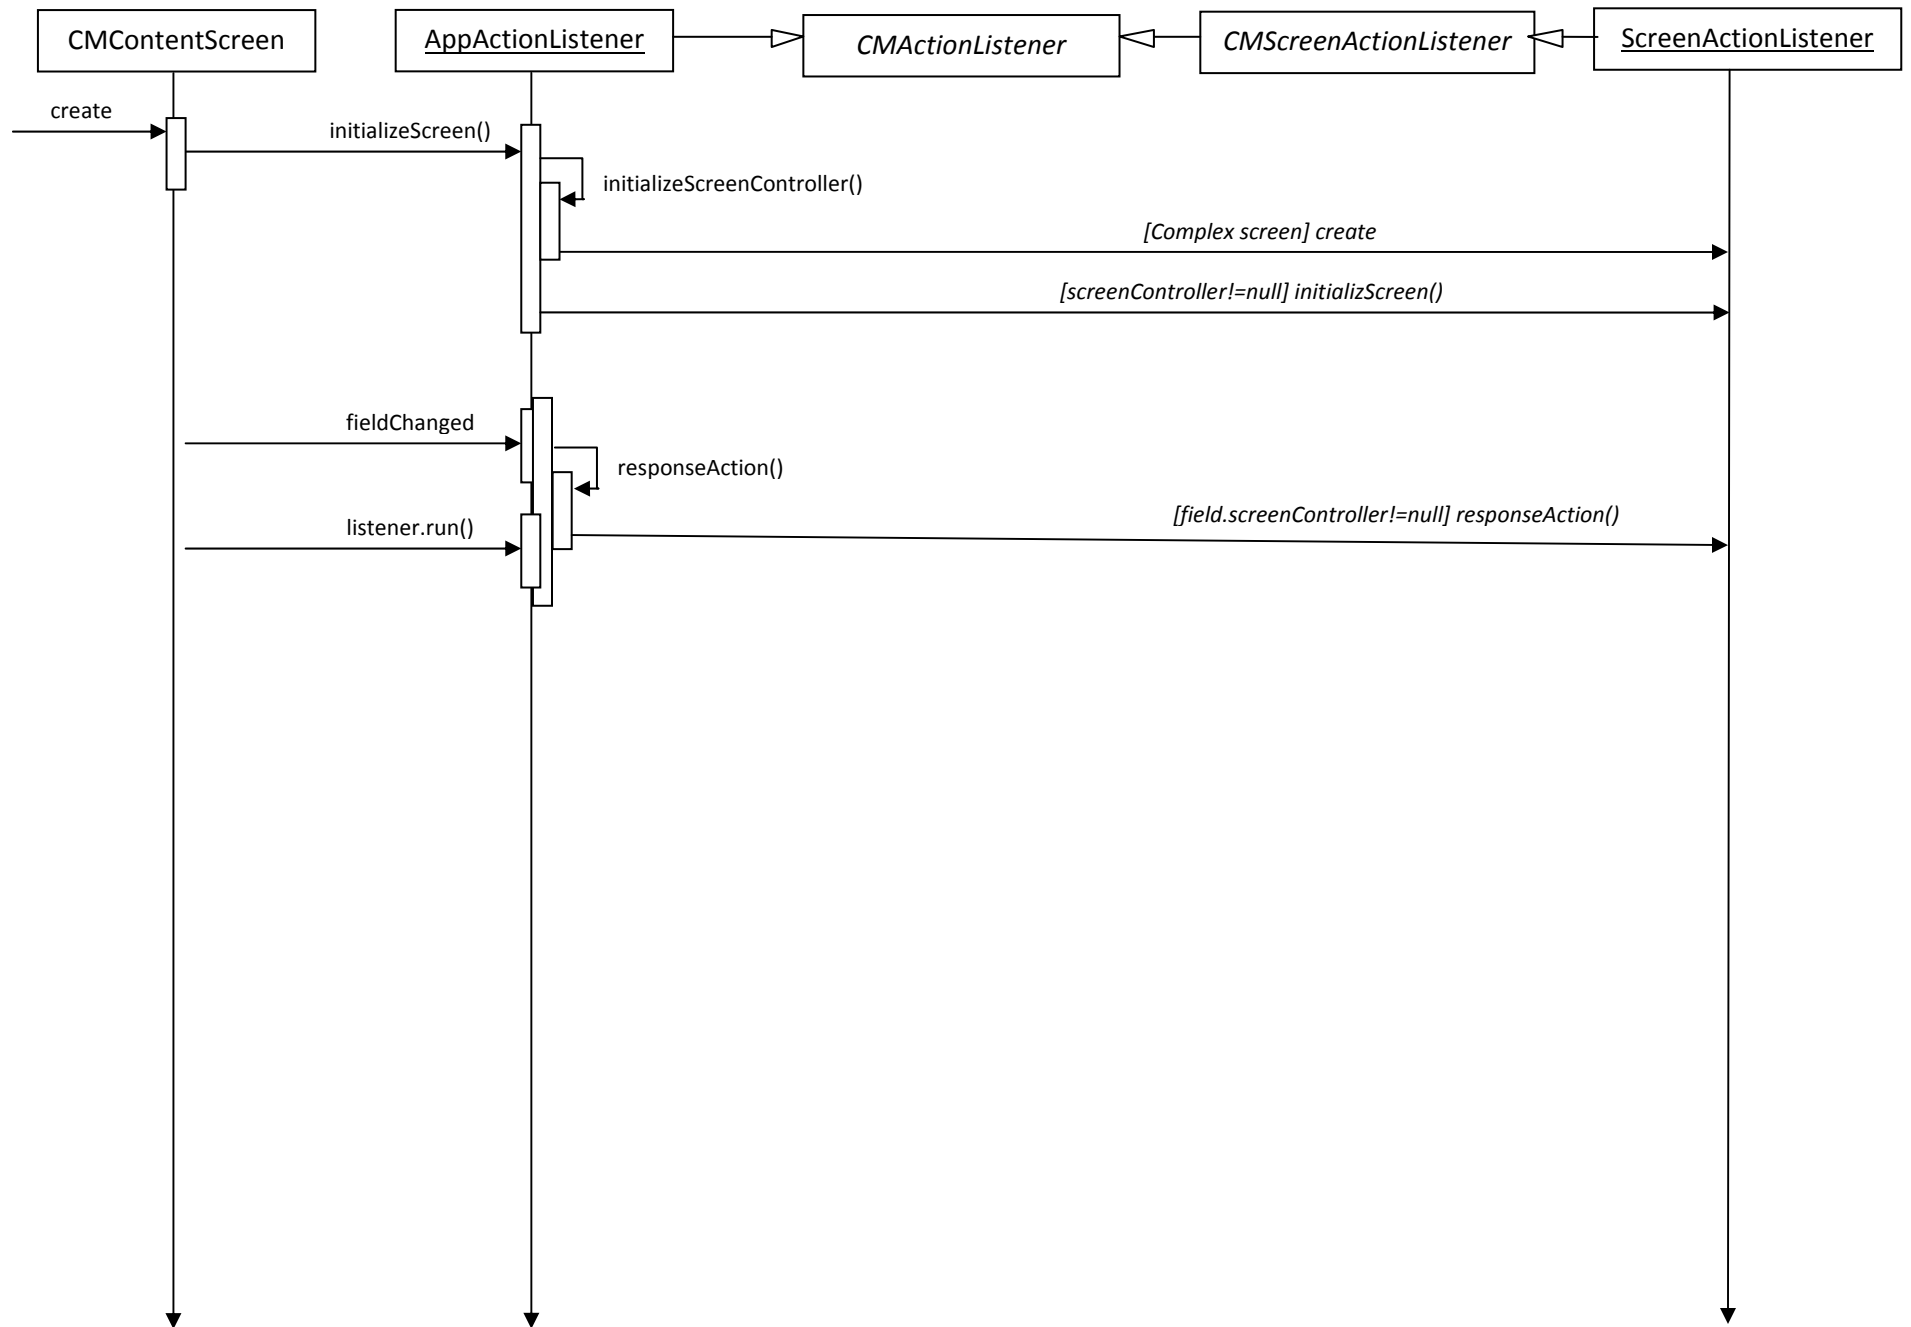 CMContentScreen
AppActionListener
CMActionListener
CMScreenActionListener
ScreenActionListener
create
initializeScreen()
initializeScreenController()
[Complex screen] create
[screenController!=null] initializScreen()
fieldChanged
responseAction()
[field.screenController!=null] responseAction()
listener.run()